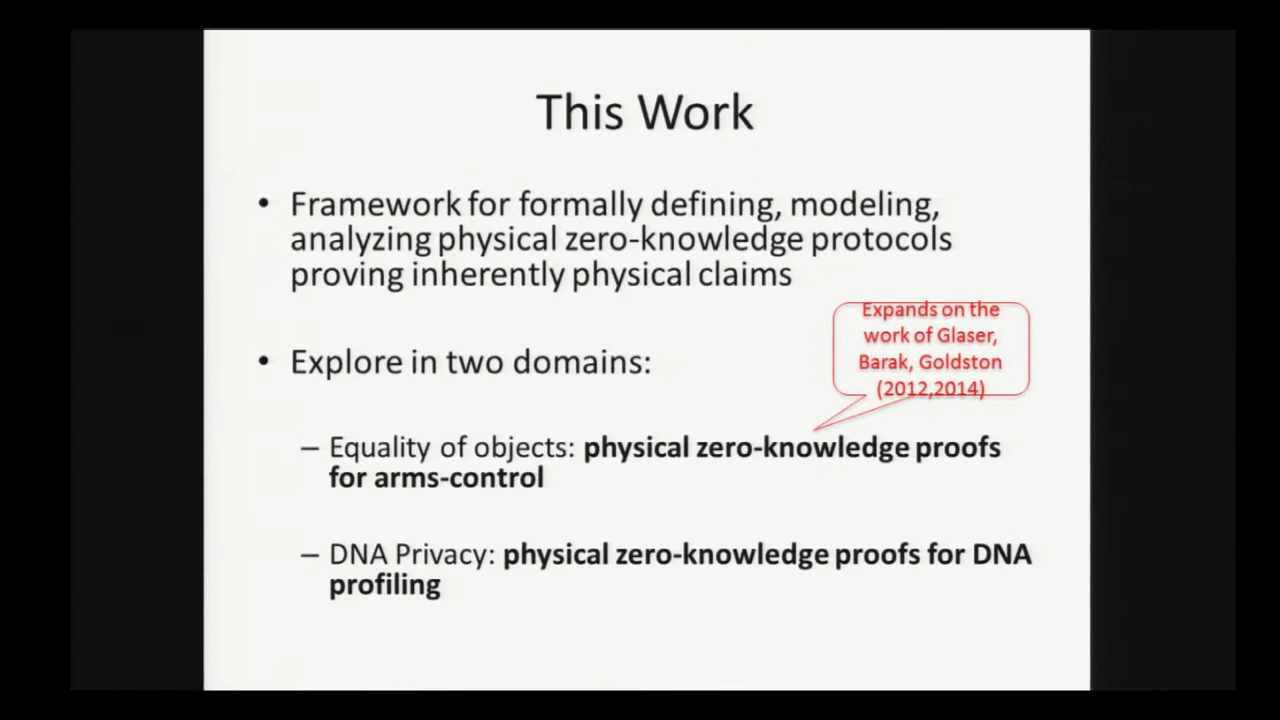 This Work
• Framework for formally defining, modeling,
analyzing physical zero-knowledge protocols
proving inherently physical claims
Expands on the
work of Glaser,
Barak, Goldston
(2012,2014)
• Explore in two domains:
– Equality of objects: physical zero-knowledge proofs
for arms-control
– DNA Privacy: physical zero-knowledge proofs for DNA
profiling